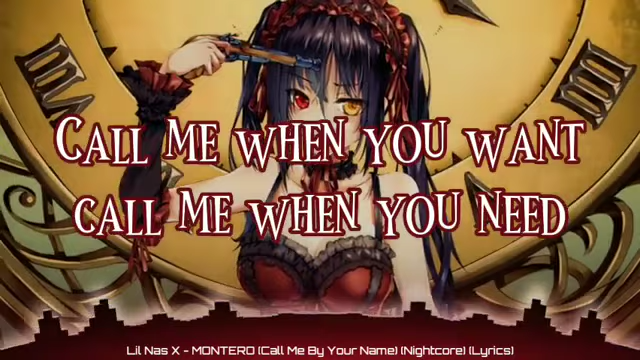 Call me when you want
call me when you need
Lil Nas X - MONTERO (Call Me By Your Name) (Nightcore) (Lyrics)